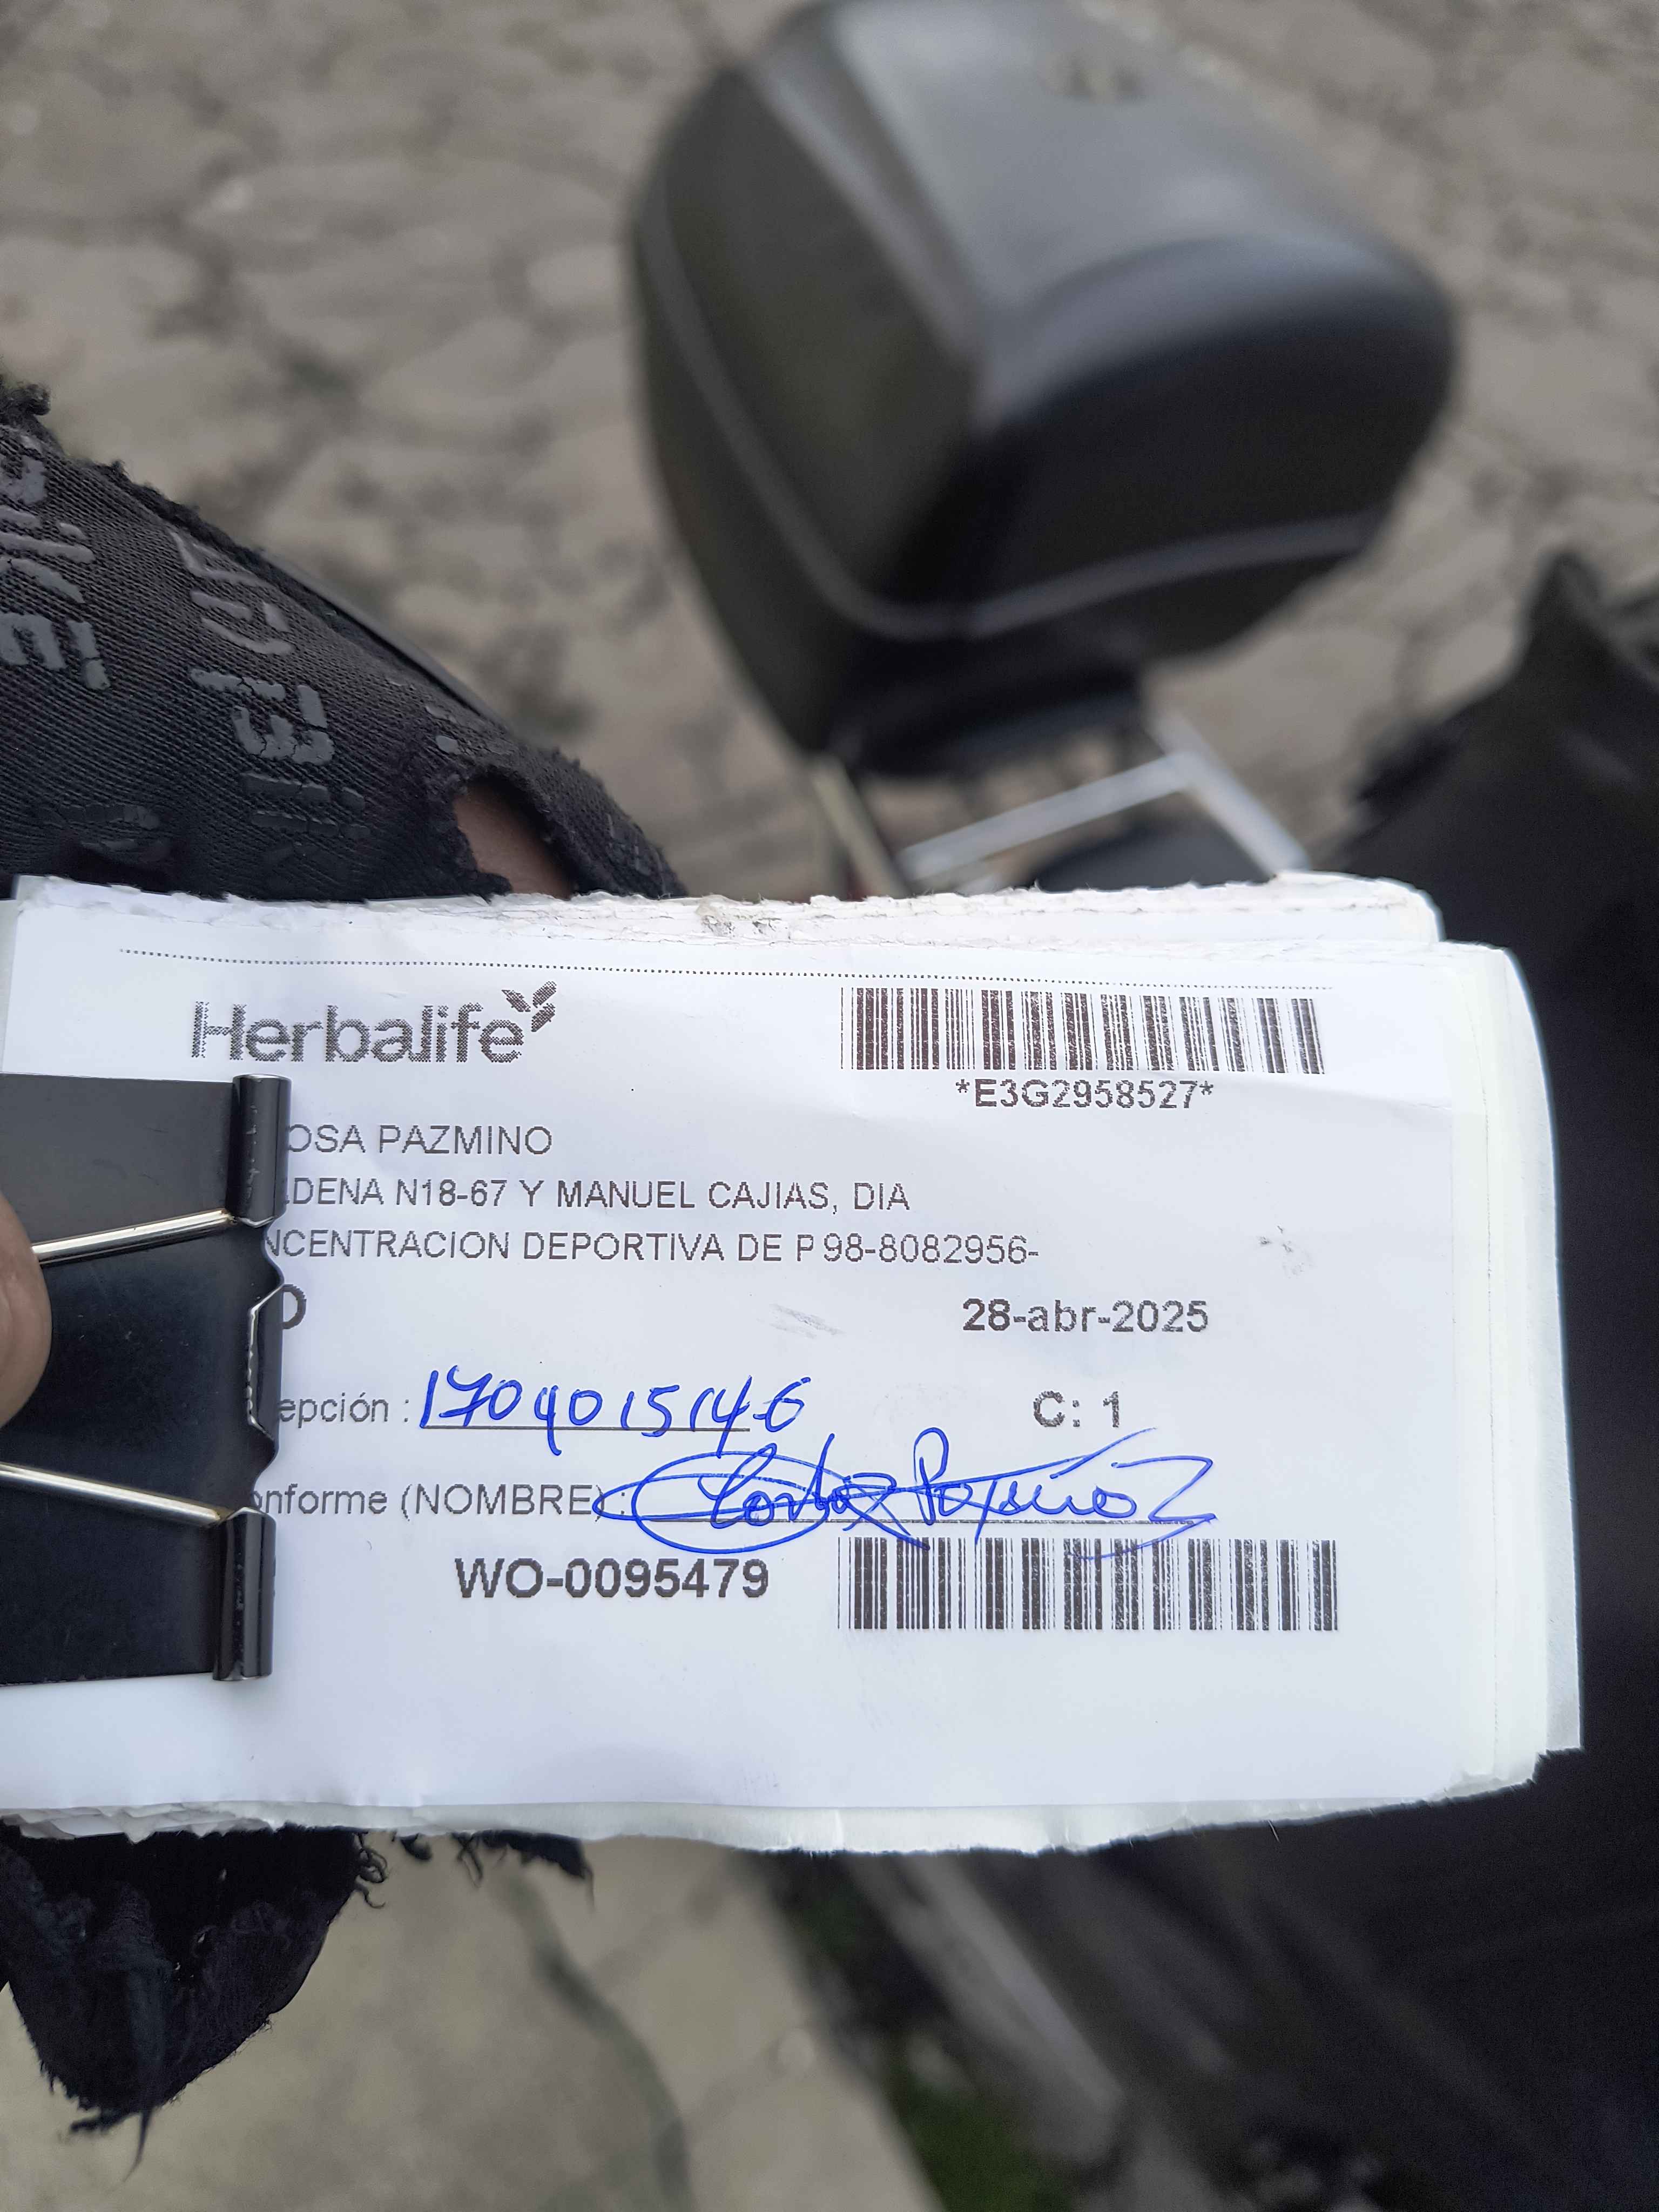 Herbalife
*E3G2958527*
OSA PAZMINO
DENA N18-67 Y MANUEL CAJIAS, DIA
NCENTRACION DEPORTIVA DE P 98-8082956-
O
28-abr-2025
epción : 1704015146
C: 1
onforme (NOMBRE) :
WO-0095479